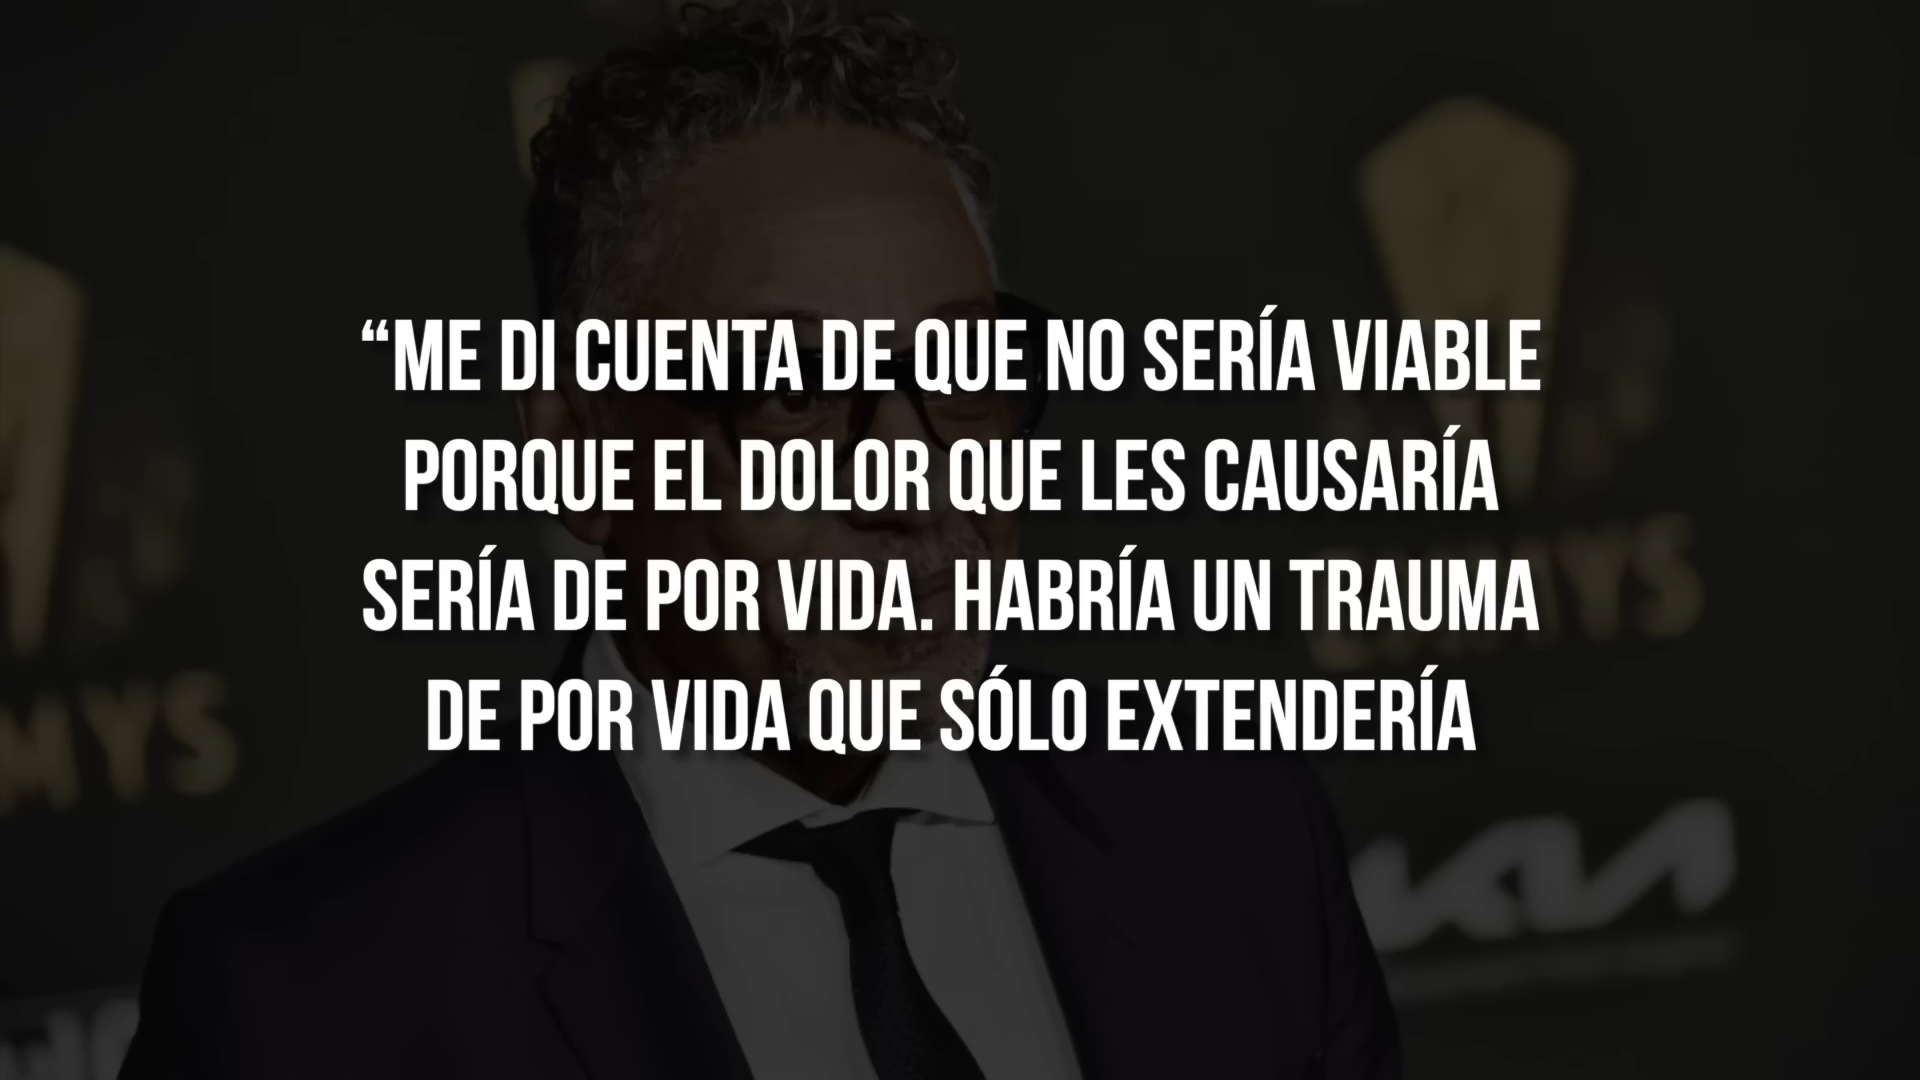 “ME DI CUENTA DE QUE NO SERÍA VIABLE
PORQUE EL DOLOR QUE LES CAUSARÍA
SERÍA DE POR VIDA. HABRÍA UN TRAUMA
DE POR VIDA QUE SÓLO EXTENDERÍA